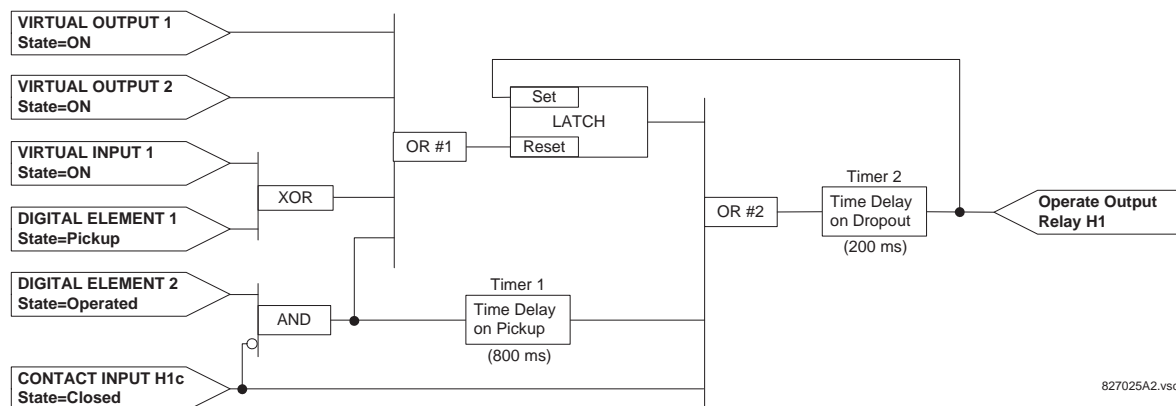 VIRTUAL OUTPUT 1
State=ON
VIRTUAL OUTPUT 2
State=ON
VIRTUAL INPUT 1
State=ON
DIGITAL ELEMENT 1
State=Pickup
DIGITAL ELEMENT 2
State=Operated
CONTACT INPUT H1c
State=Closed
XOR
AND
OR #1
Set
LATCH
Reset
Timer 1
Time Delay
on Pickup
(800 ms)
OR #2
Timer 2
Time Delay
on Dropout
(200 ms)
Operate Output
Relay H1
827025A2.vsd